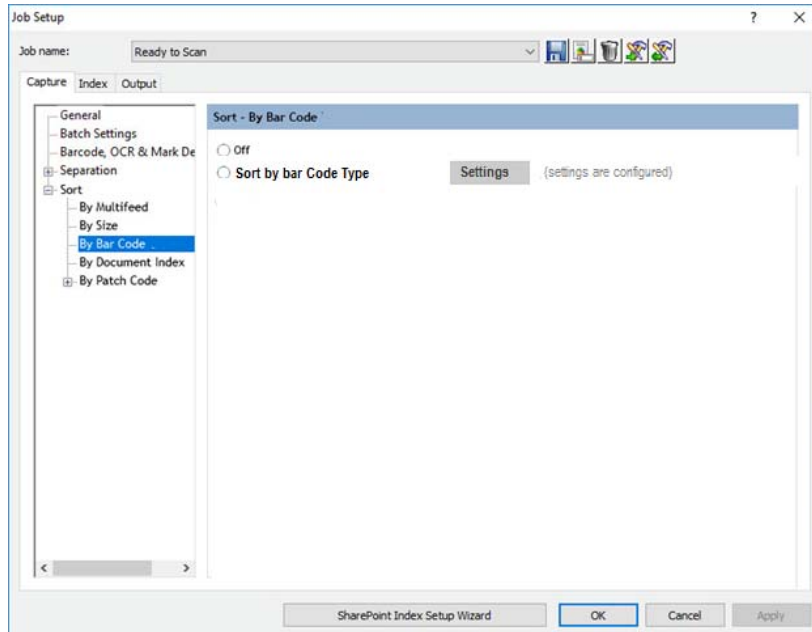 Job Setup
? ×
Job name: Ready to Scan
Capture Index Output
General
Batch Settings
Barcode, OCR & Mark De
Separation
Sort
By Multifeed
By Size
By Bar Code
By Document Index
By Patch Code
Sort - By Bar Code
Off
Sort by bar Code Type Settings (settings are configured)
SharePoint Index Setup Wizard OK Cancel Apply